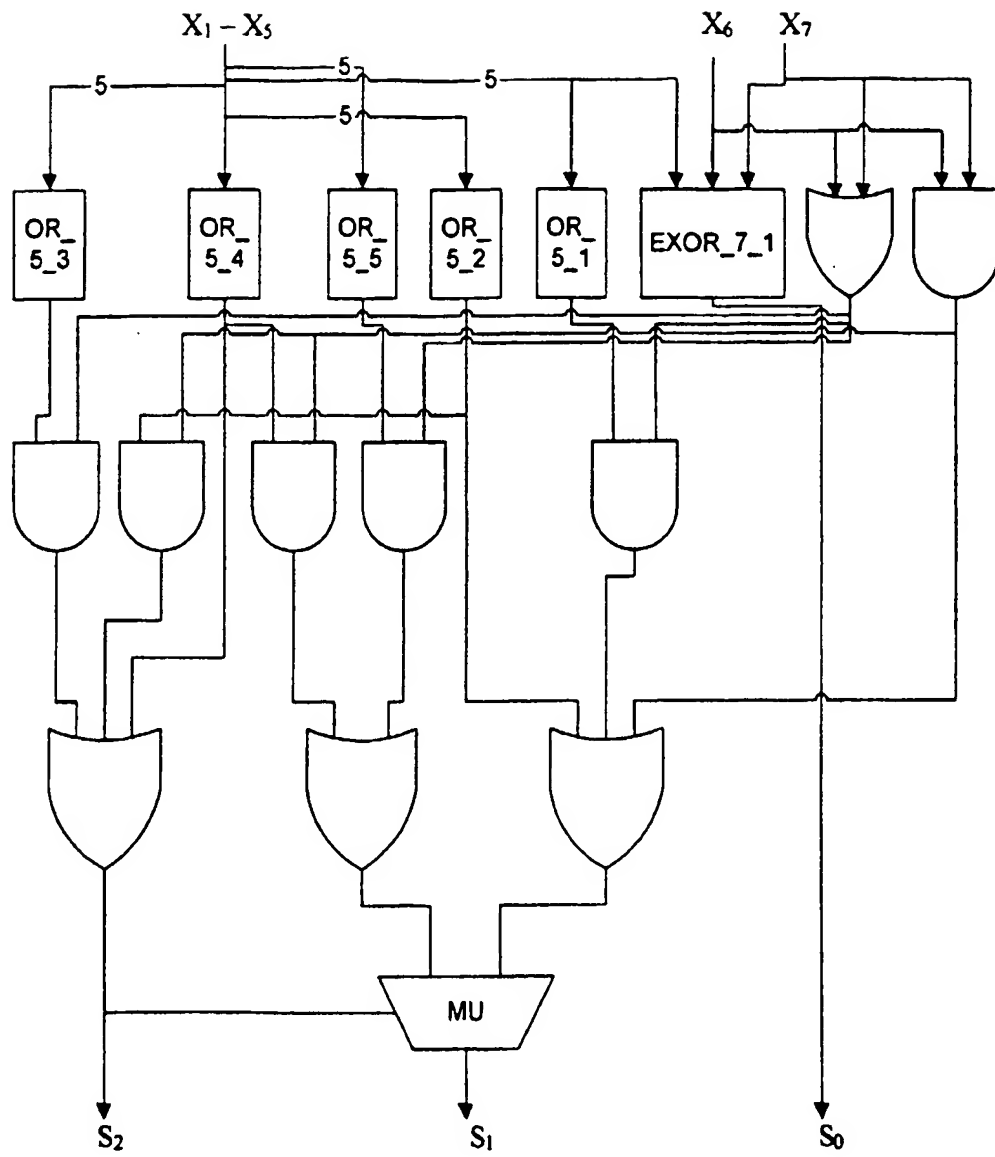 X₁ – X₅
X₆
X₇
5
5
5
5
OR_
5_3
OR_
5_4
OR_
5_5
OR_
5_2
OR_
5_1
EXOR_7_1
MU
S₂
S₁
S₀